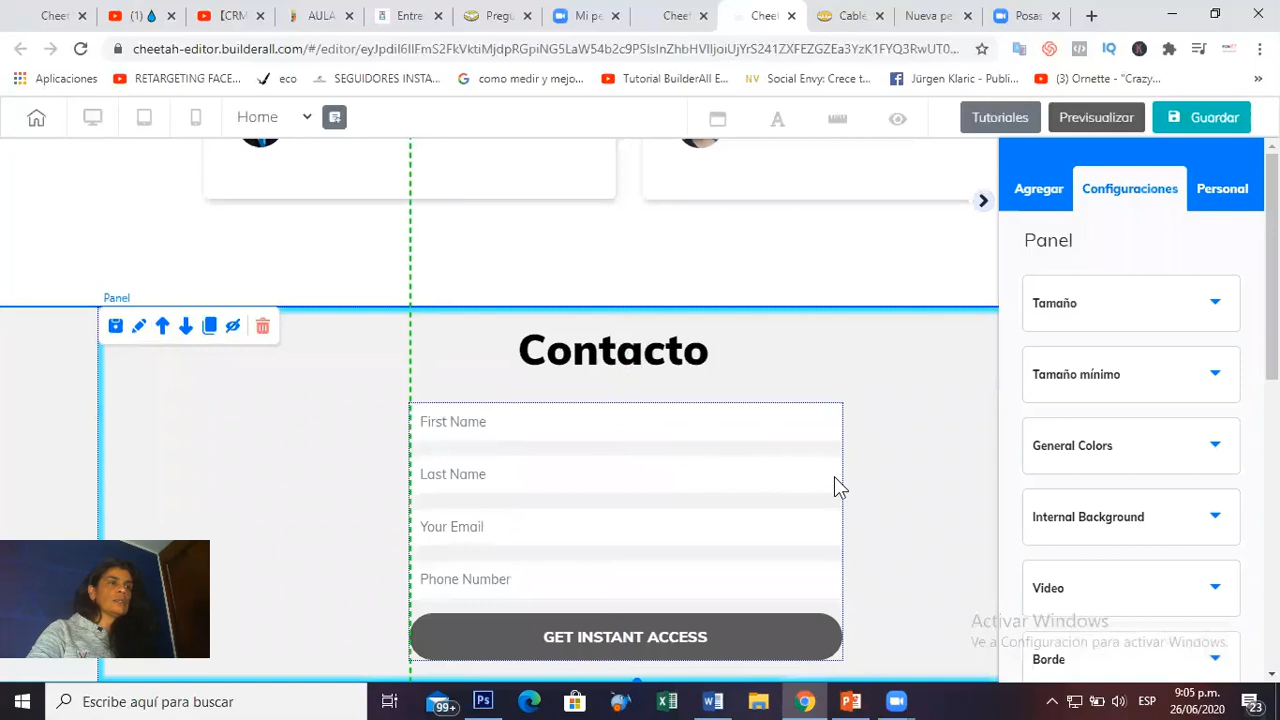 (1)
[CRM
AULA
Entre
Pregu
Mi pe
Cheet
Cheet
Cable
Nueva pe
Posas
cheetah-editor.builderall.com/#/editor/
Aplicaciones
RETARGETING FACE...
eco
SEGUIDORES INSTA...
como medir y mejo...
Tutorial BuilderAll E...
NV Social Envy: Crece t...
Jürgen Klaric - Publi...
(3) Ornette - "Crazy...
»
Home
Tutoriales
Previsualizar
Guardar
Agregar
Configuraciones
Personal
Panel
Panel
Tamaño
Tamaño mínimo
General Colors
Internal Background
Video
Borde
Contacto
First Name
Last Name
Your Email
Phone Number
GET INSTANT ACCESS
Activar Windows
Ve a Configuración para activar Windows.
Escribe aquí para buscar
99+
ESP
9:05 p.m.
26/06/2020
23